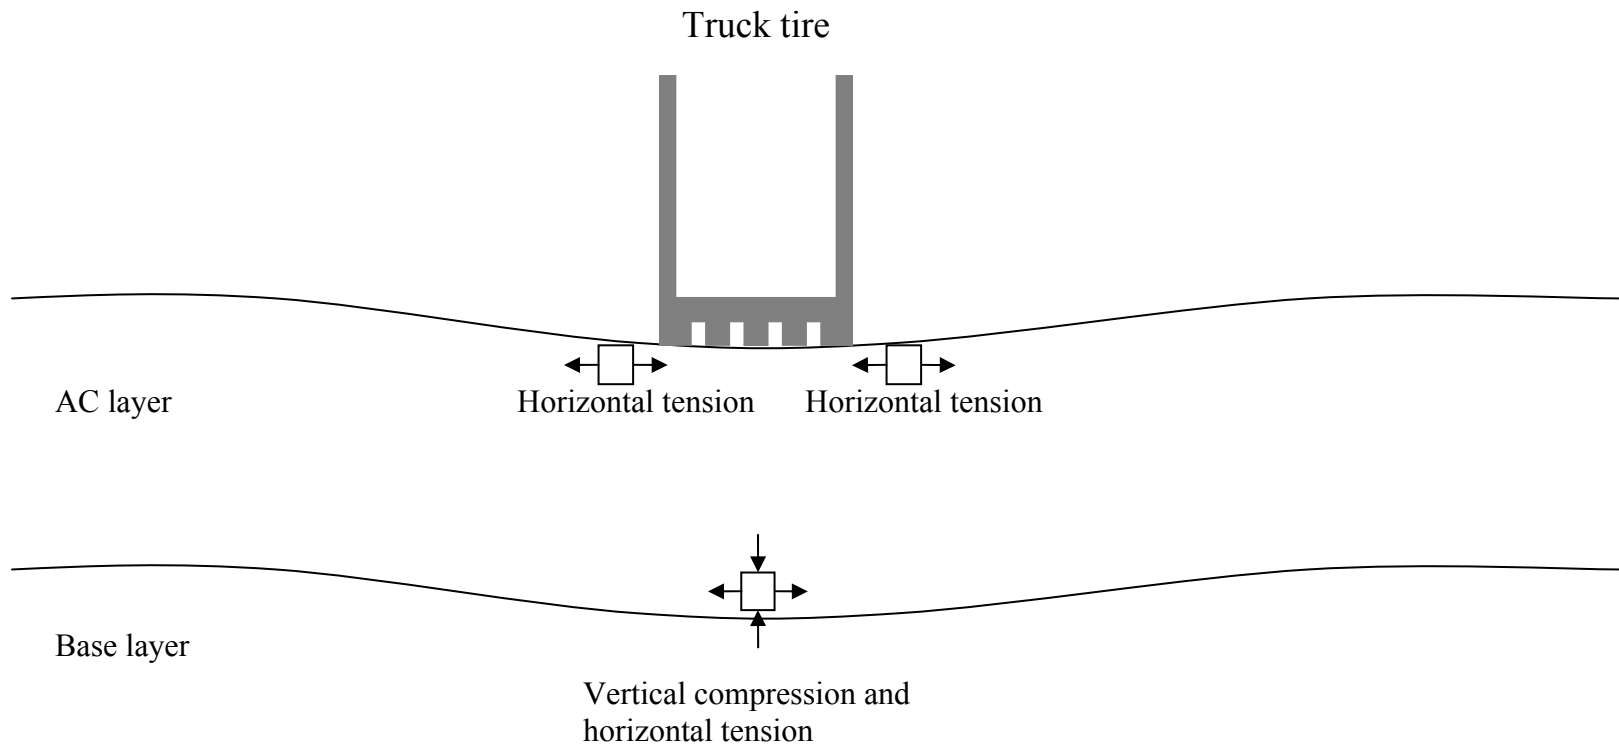 Truck tire
Horizontal tension
Horizontal tension
AC layer
Base layer
Vertical compression and
horizontal tension